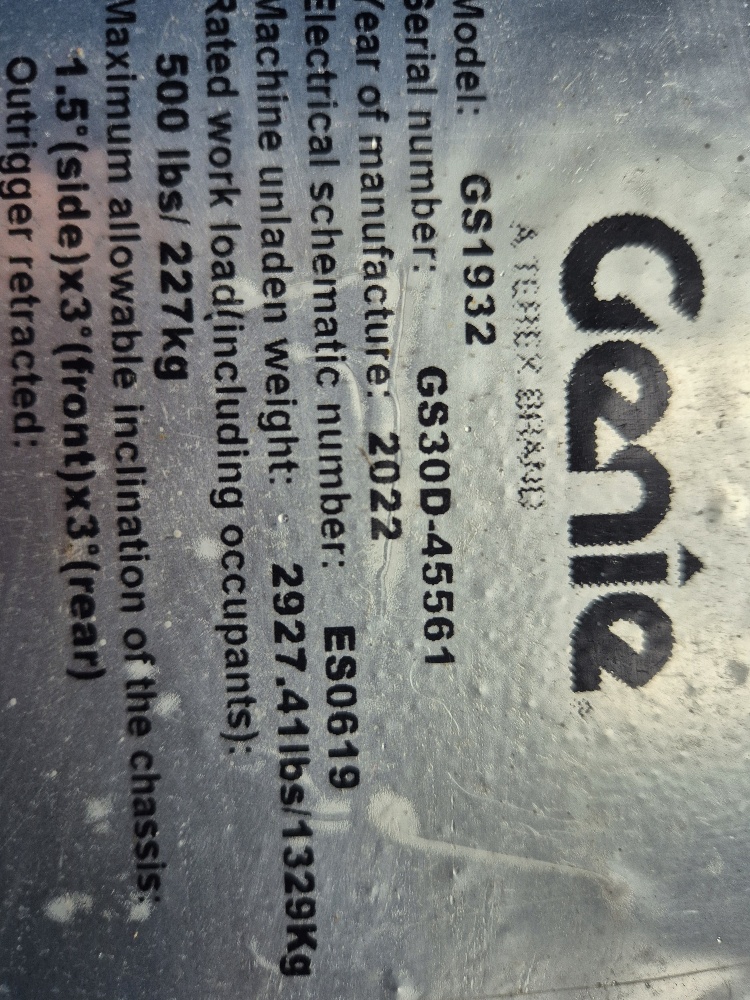 Genie
A TEREX BRAND
Model: GS1932
Serial number: GS30D-45561
Year of manufacture: 2022
Electrical schematic number: ES0619
Machine unladen weight: 2927.41lbs/1329Kg
Rated work load(including occupants):
500 lbs/ 227kg
Maximum allowable inclination of the chassis:
1.5°(side)x3°(front)x3°(rear)
Outrigger retracted: